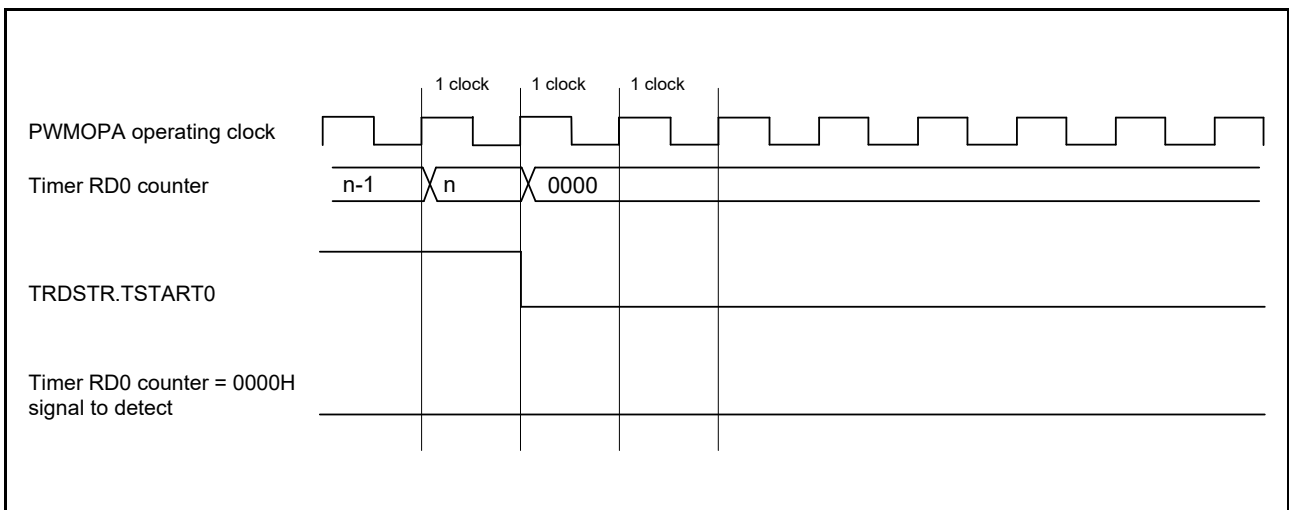 1 clock 1 clock 1 clock
PWMOPA operating clock
Timer RD0 counter n-1 n 0000
TRDSTR.TSTART0
Timer RD0 counter = 0000H
signal to detect